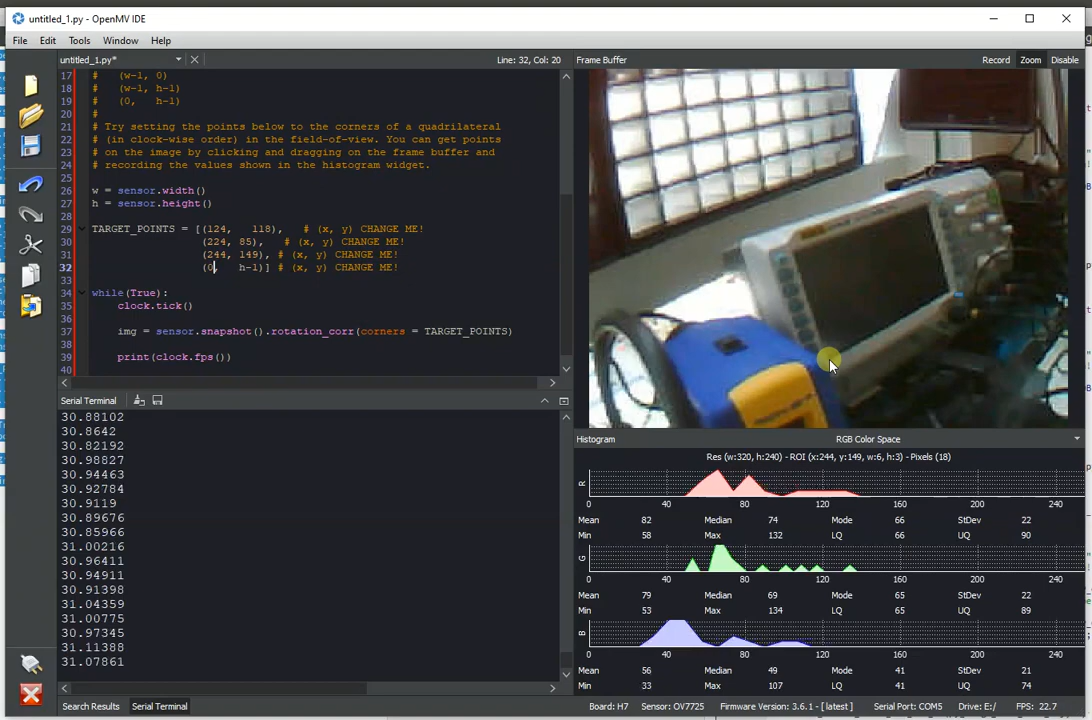 untitled_1.py - OpenMV IDE
File Edit Tools Window Help
untitled_1.py* Line: 32, Col: 20
17 # (w-1, 0)
18 # (w-1, h-1)
19 # (0, h-1)
20 #
21 # Try setting the points below to the corners of a quadrilateral
22 # (in clock-wise order) in the field-of-view. You can get points
23 # on the image by clicking and dragging on the frame buffer and
24 # recording the values shown in the histogram widget.
25
26 w = sensor.width()
27 h = sensor.height()
28
29 TARGET_POINTS = [(124, 118), # (x, y) CHANGE ME!
30 (224, 85), # (x, y) CHANGE ME!
31 (244, 149), # (x, y) CHANGE ME!
32 (0, h-1)] # (x, y) CHANGE ME!
33
34 while(True):
35 clock.tick()
36
37 img = sensor.snapshot().rotation_corr(corners = TARGET_POINTS)
38
39 print(clock.fps())
40
Serial Terminal
30.88102
30.8642
30.82192
30.98827
30.94463
30.92784
30.9119
30.89676
30.85966
31.00216
30.96411
30.94911
30.91398
31.04359
31.00775
30.97345
31.11388
31.07861
Search Results Serial Terminal
Frame Buffer Record Zoom Disable
Histogram RGB Color Space
Res (w:320, h:240) - ROI (x:244, y:149, w:6, h:3) - Pixels (18)
R
0 40 80 120 160 200 240
Mean 82 Median 74 Mode 66 StDev 22
Min 58 Max 132 LQ 66 UQ 90
G
0 40 80 120 160 200 240
Mean 79 Median 69 Mode 65 StDev 22
Min 53 Max 134 LQ 65 UQ 89
B
0 40 80 120 160 200 240
Mean 56 Median 49 Mode 41 StDev 21
Min 33 Max 107 LQ 41 UQ 74
Board: H7 Sensor: OV7725 Firmware Version: 3.6.1 - [ latest ] Serial Port: COM5 Drive: E:/ FPS: 22.7